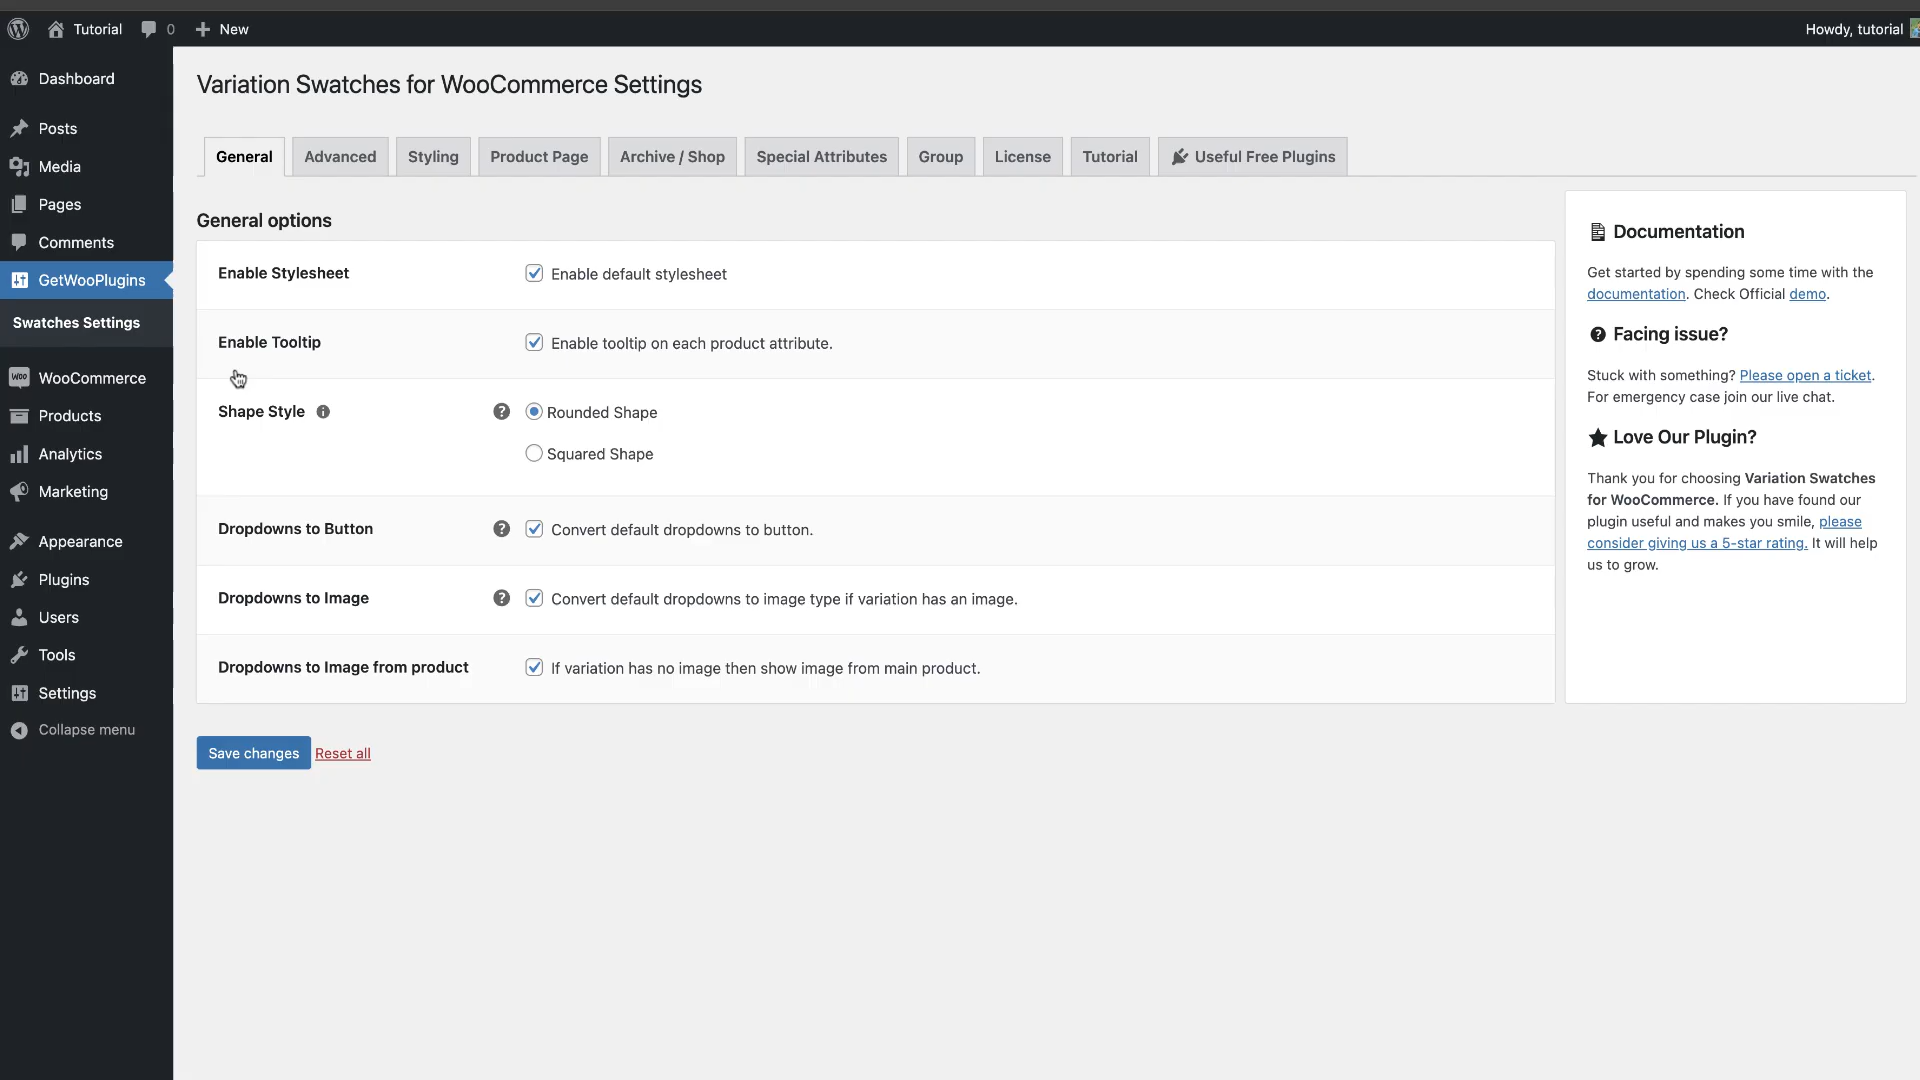 Tutorial 0 New Howdy, tutorial
Dashboard
Posts
Media
Pages
Comments
GetWooPlugins
Swatches Settings
WooCommerce
Products
Analytics
Marketing
Appearance
Plugins
Users
Tools
Settings
Collapse menu
Variation Swatches for WooCommerce Settings
General Advanced Styling Product Page Archive / Shop Special Attributes Group License Tutorial Useful Free Plugins
General options
Enable Stylesheet Enable default stylesheet
Enable Tooltip Enable tooltip on each product attribute.
Shape Style Rounded Shape
Squared Shape
Dropdowns to Button Convert default dropdowns to button.
Dropdowns to Image Convert default dropdowns to image type if variation has an image.
Dropdowns to Image from product If variation has no image then show image from main product.
Save changes Reset all
Documentation
Get started by spending some time with the
documentation. Check Official demo.
Facing issue?
Stuck with something? Please open a ticket.
For emergency case join our live chat.
Love Our Plugin?
Thank you for choosing Variation Swatches
for WooCommerce. If you have found our
plugin useful and makes you smile, please
consider giving us a 5-star rating. It will help
us to grow.